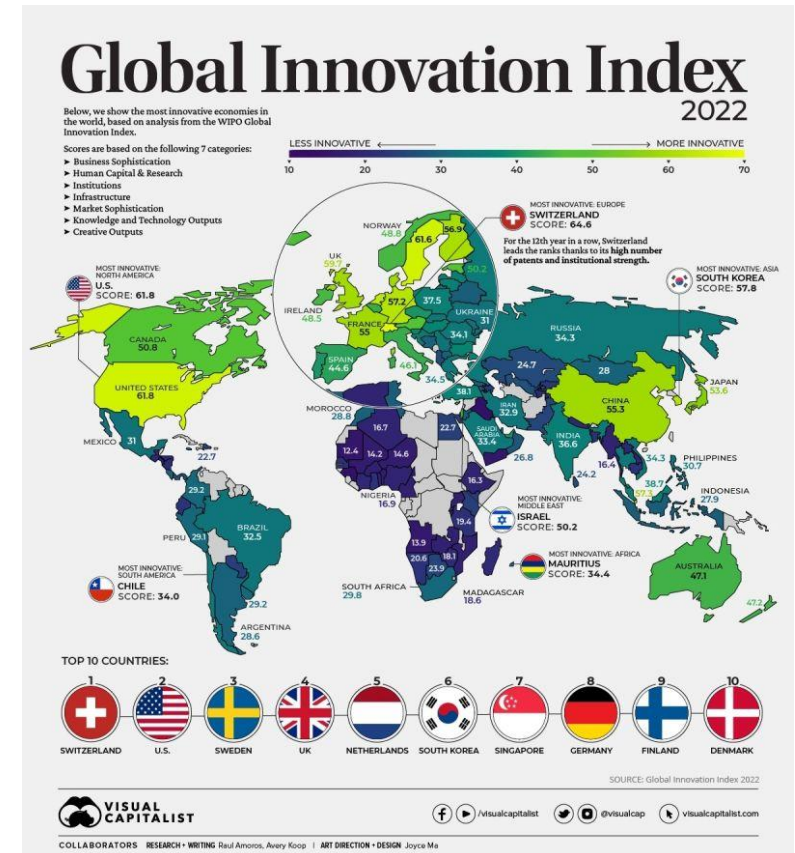 Global Innovation Index
2022
Below, we show the most innovative economies in
the world, based on analysis from the WIPO Global
Innovation Index.
Scores are based on the following 7 categories:
➤ Business Sophistication
➤ Human Capital & Research
➤ Institutions
➤ Infrastructure
➤ Market Sophistication
➤ Knowledge and Technology Outputs
➤ Creative Outputs
LESS INNOVATIVE
MORE INNOVATIVE
10 20 30 40 50 60 70
MOST INNOVATIVE: EUROPE
SWITZERLAND
SCORE: 64.6
For the 12th year in a row, Switzerland
leads the ranks thanks to its high number
of patents and institutional strength.
MOST INNOVATIVE: ASIA
SOUTH KOREA
SCORE: 57.8
MOST INNOVATIVE:
NORTH AMERICA
U.S.
SCORE: 61.8
NORWAY
48.8
61.6
56.9
UK
59.7
50.2
IRELAND
48.5
57.2
37.5
UKRAINE
31
FRANCE
55
34.1
SPAIN
44.6
46.1
34.5
CANADA
50.8
UNITED STATES
61.8
RUSSIA
34.3
24.7
28
JAPAN
53.6
CHINA
55.3
38.1
IRAN
32.9
MOROCCO
28.8
16.7
22.7
SAUDI
ARABIA
33.4
INDIA
36.6
MEXICO
31
22.7
12.4
14.2
14.6
26.8
16.4
34.3
PHILIPPINES
30.7
24.2
38.7
57.3
INDONESIA
27.9
29.2
NIGERIA
16.9
16.3
MOST INNOVATIVE:
MIDDLE EAST
ISRAEL
SCORE: 50.2
19.4
BRAZIL
32.5
PERU
29.1
13.9
MOST INNOVATIVE: AFRICA
MAURITIUS
SCORE: 34.4
20.6
18.1
23.9
AUSTRALIA
47.1
MOST INNOVATIVE:
SOUTH AMERICA
CHILE
SCORE: 34.0
SOUTH AFRICA
29.8
MADAGASCAR
18.6
29.2
47.2
ARGENTINA
28.6
TOP 10 COUNTRIES:
1 2 3 4 5 6 7 8 9 10
SWITZERLAND U.S. SWEDEN UK NETHERLANDS SOUTH KOREA SINGAPORE GERMANY FINLAND DENMARK
SOURCE: Global Innovation Index 2022
VISUAL
CAPITALIST
/visualcapitalist @visualcap visualcapitalist.com
COLLABORATORS RESEARCH + WRITING Raul Amoros, Avery Koop | ART DIRECTION + DESIGN Joyce Ma